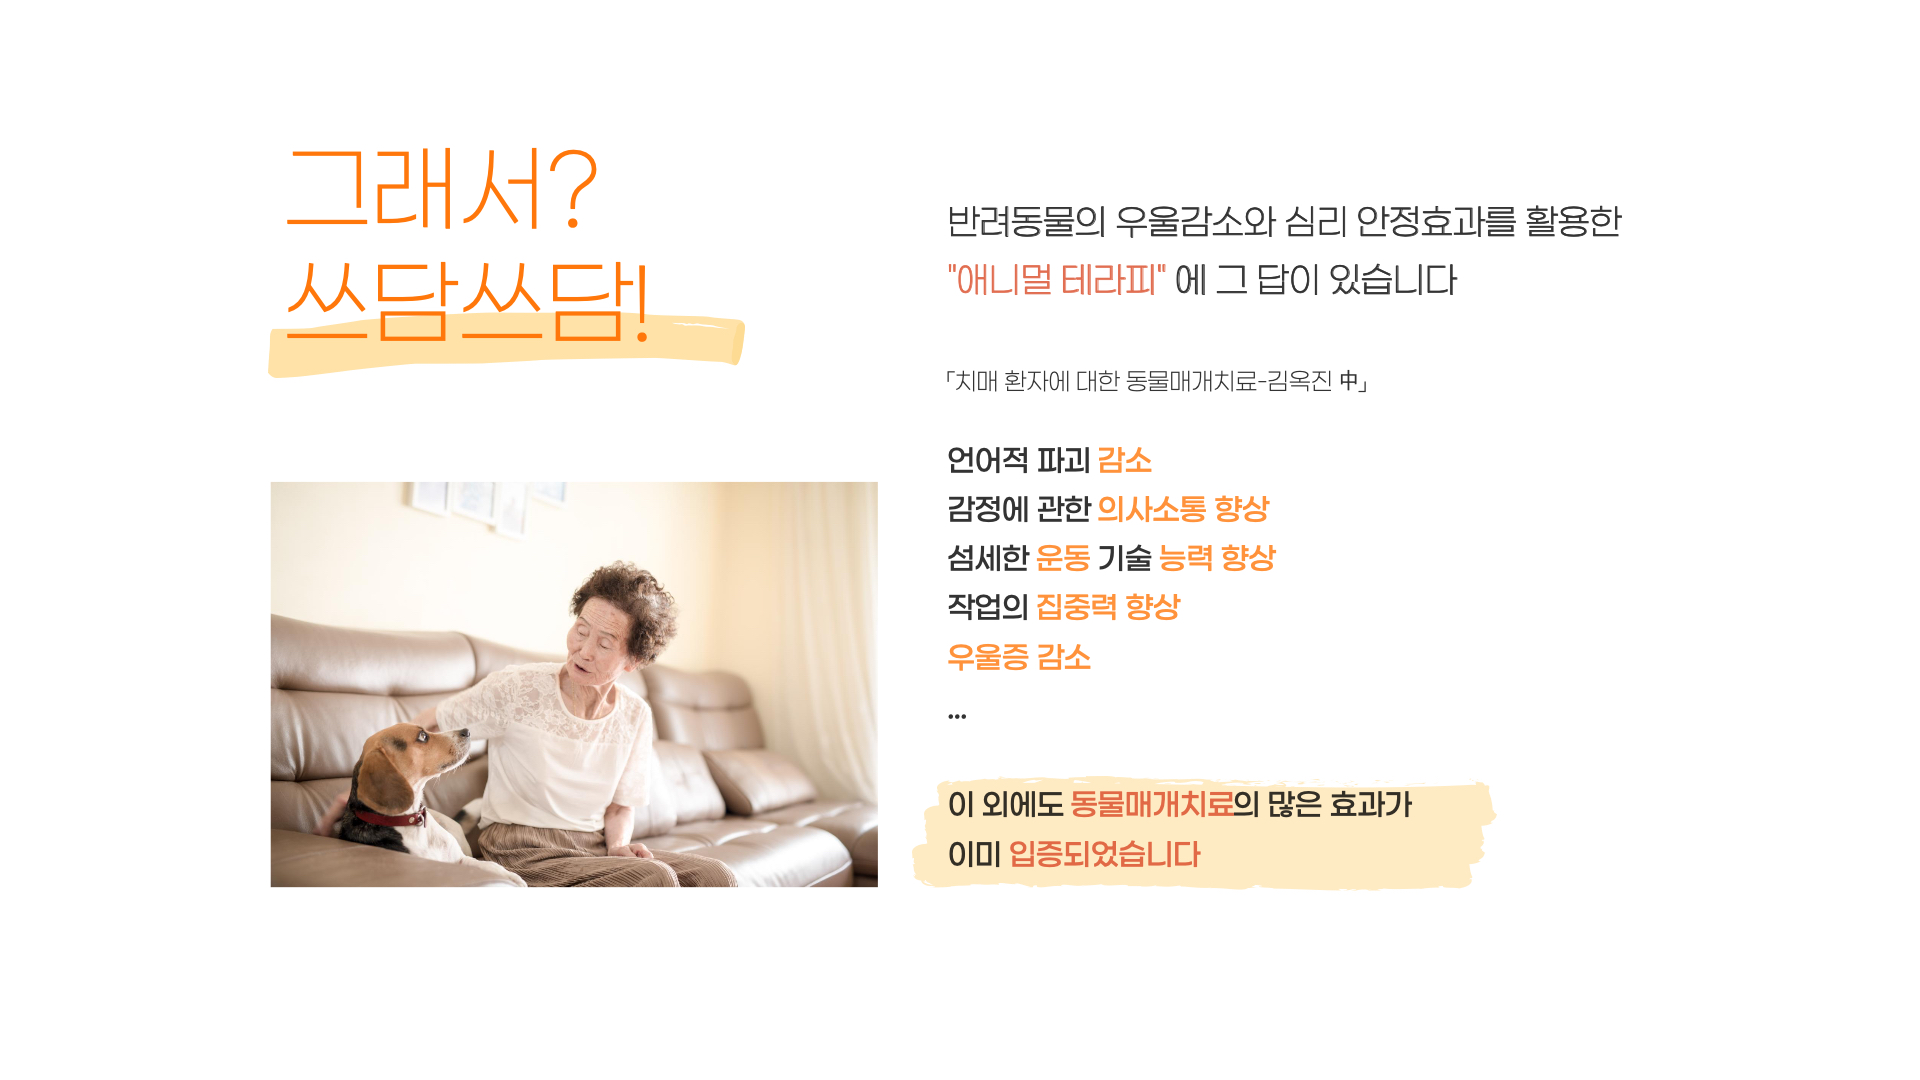 그래서?
쓰담쓰담!
반려동물의 우울감소와 심리 안정효과를 활용한
"애니멀 테라피" 에 그 답이 있습니다
「치매 환자에 대한 동물매개치료-김옥진 中」
언어적 파괴 감소
감정에 관한 의사소통 향상
섬세한 운동 기술 능력 향상
작업의 집중력 향상
우울증 감소
...
이 외에도 동물매개치료의 많은 효과가
이미 입증되었습니다